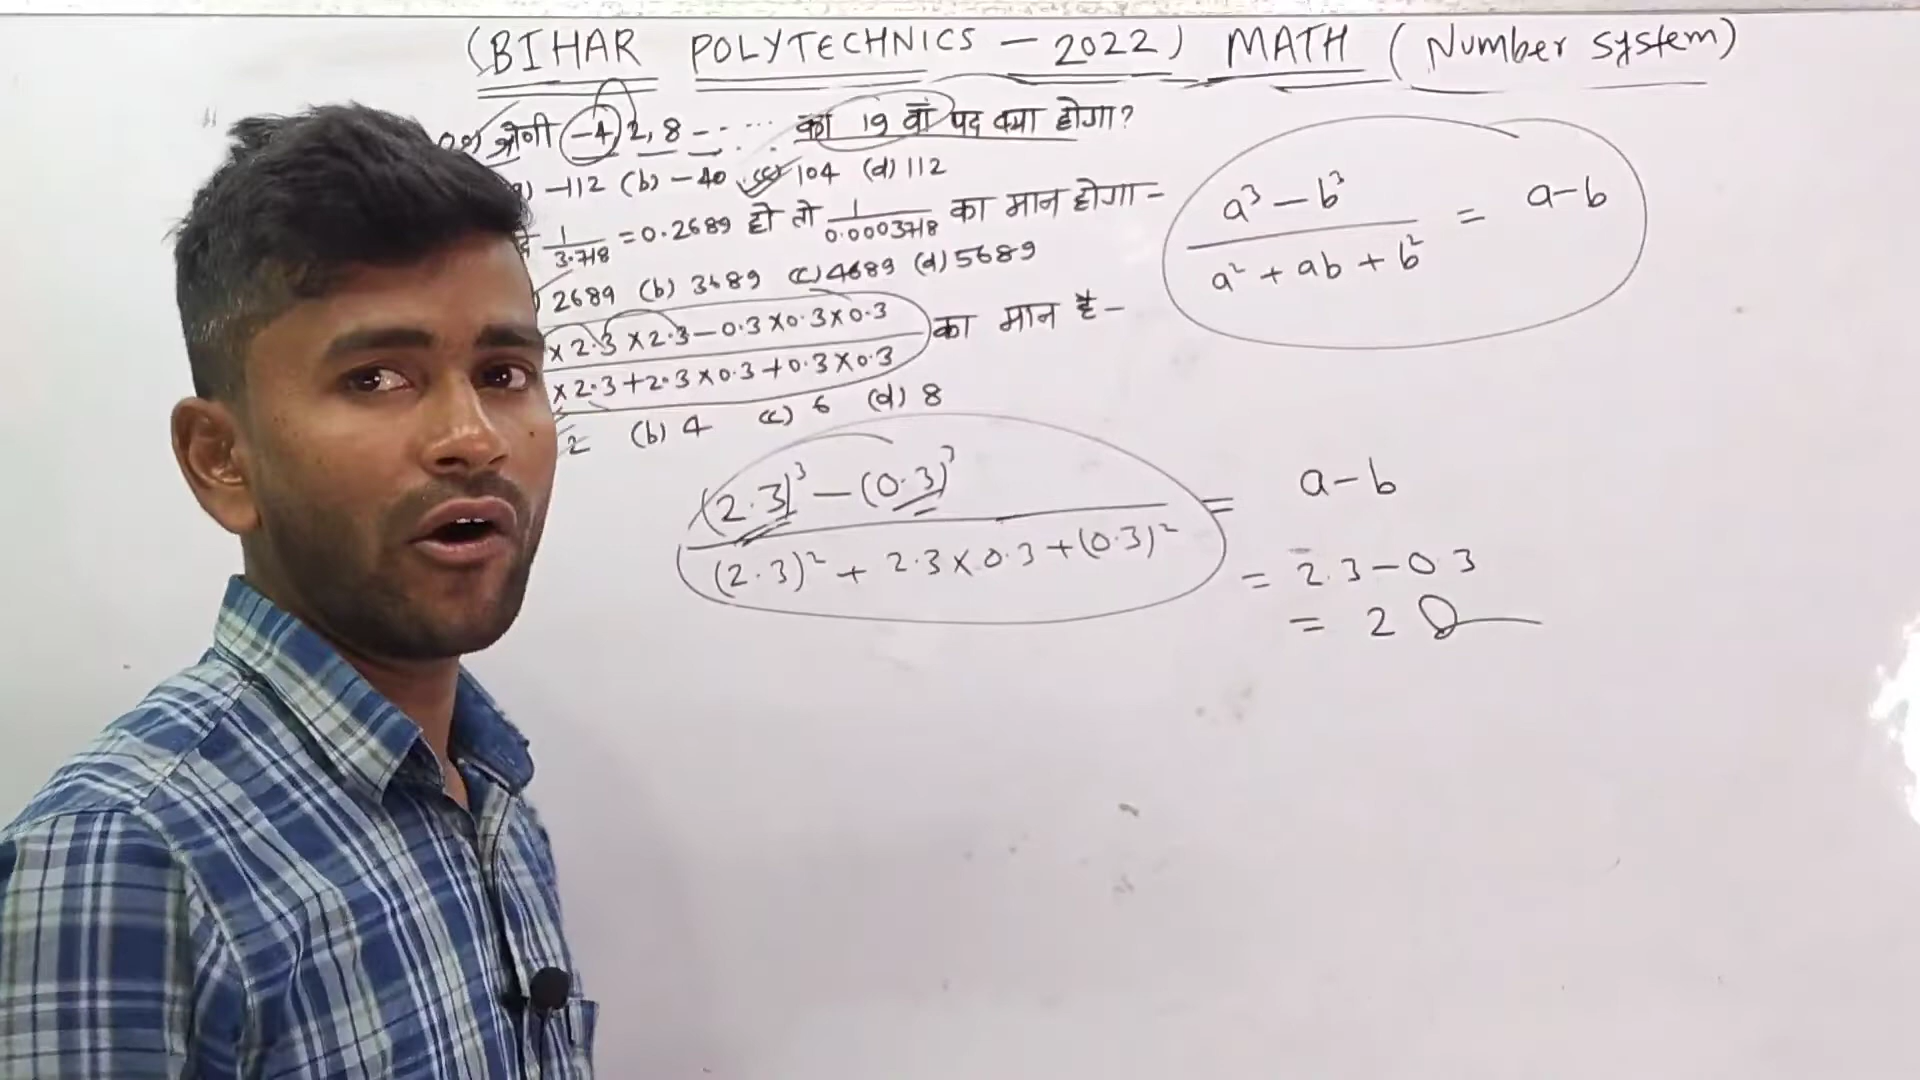 (BIHAR POLYTECHNICS - 2022) MATH (Number system)
श्रेणी -4, 2, 8 - - - ... का 19 वां पद क्या होगा?
-112 (b) -40 (c) 104 (d) 112
1/3.718 = 0.2689 हो तो 1/0.0003718 का मान होगा-
2689 (b) 3689 (c) 4689 (d) 5689
× 2.3 × 2.3 - 0.3 × 0.3 × 0.3
का मान है-
× 2.3 + 2.3 × 0.3 + 0.3 × 0.3
2 (b) 4 (c) 6 (d) 8
a³ - b³
= a - b
a² + ab + b²
(2.3)³ - (0.3)³
= a - b
(2.3)² + 2.3 × 0.3 + (0.3)²
= 2.3 - 0.3
= 2